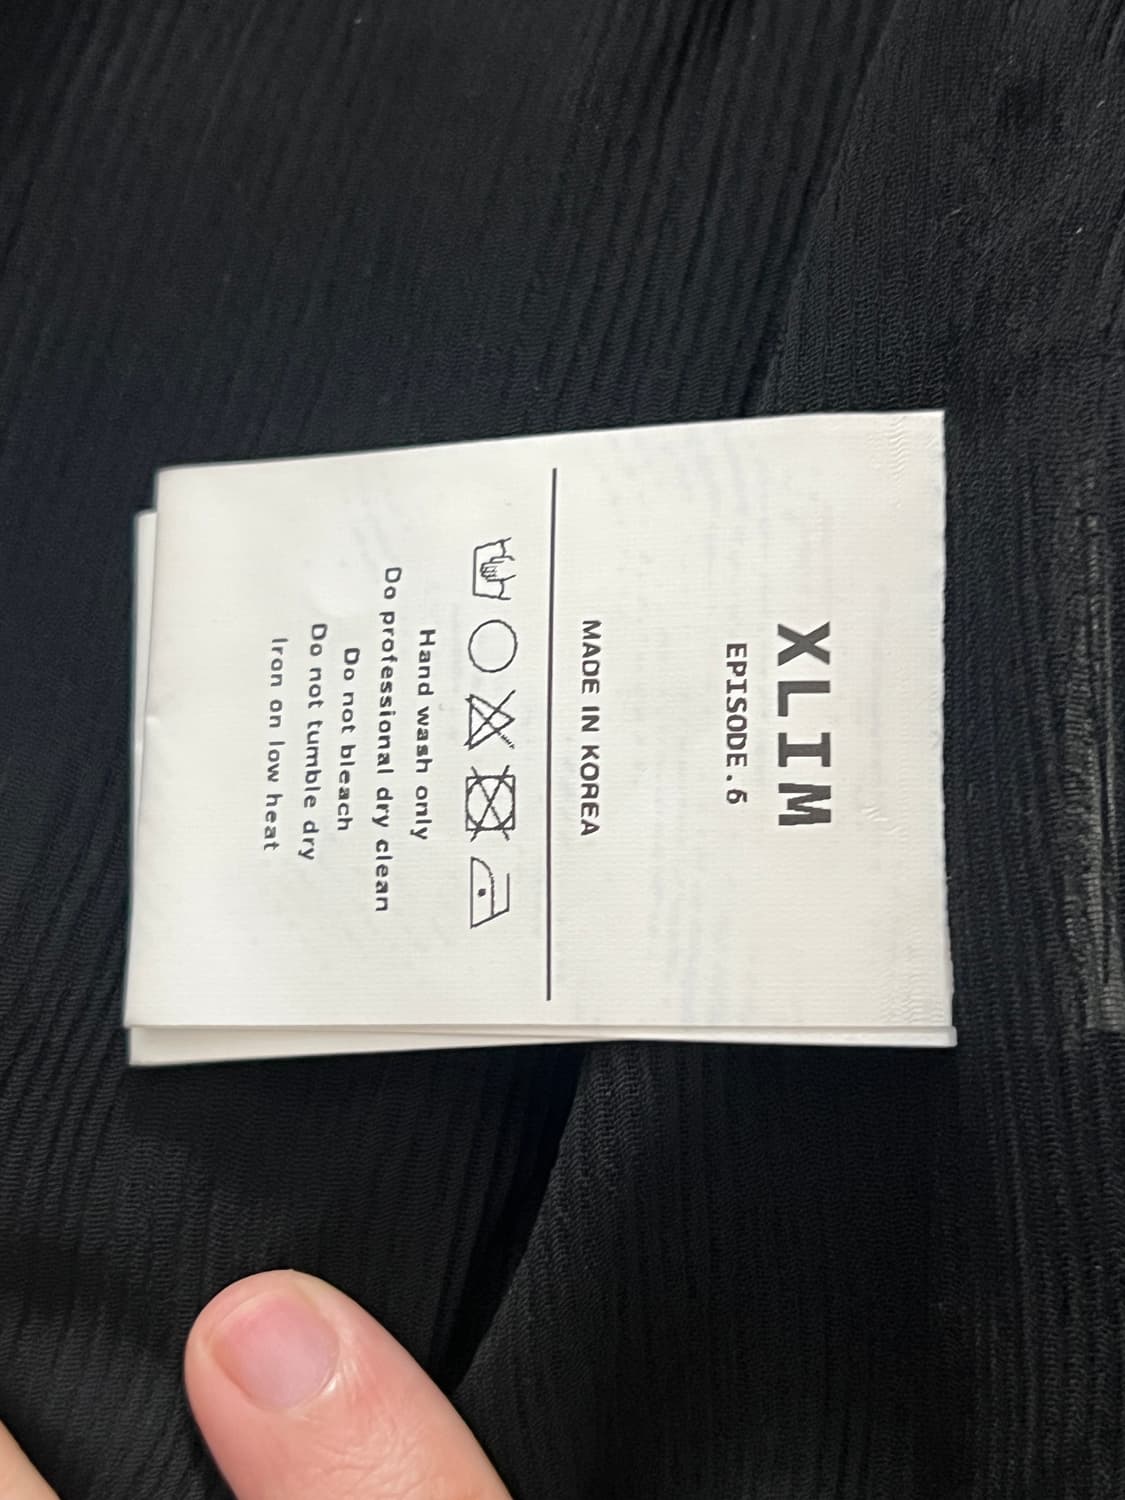 XLIM
EPISODE.6
MADE IN KOREA
Hand wash only
Do professional dry clean
Do not bleach
Do not tumble dry
Iron on low heat